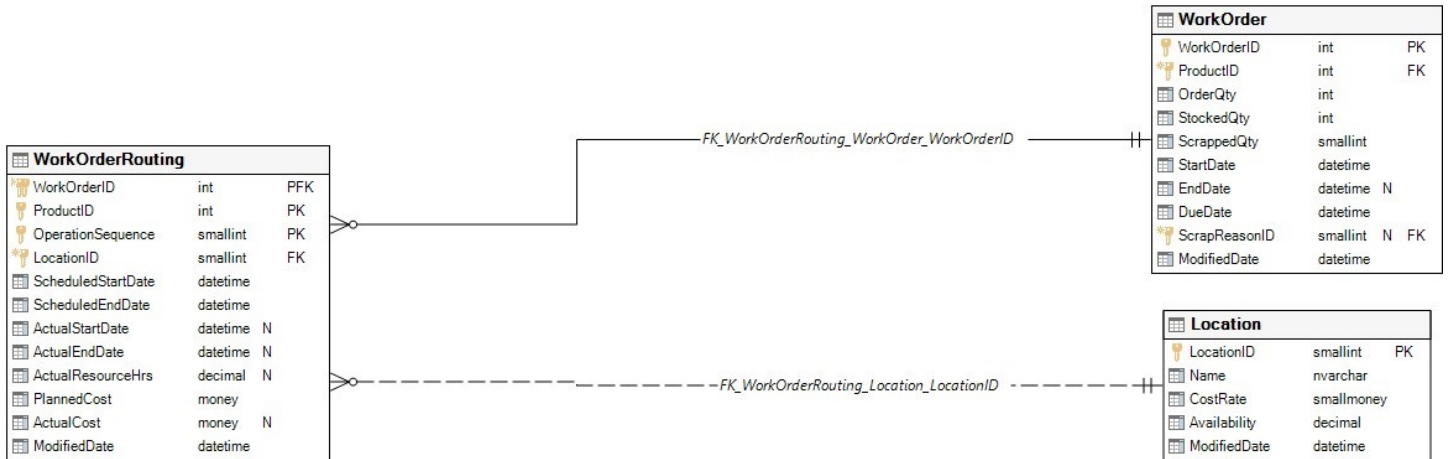 WorkOrder
WorkOrderID int PK
ProductID int FK
OrderQty int
StockedQty int
ScrappedQty smallint
StartDate datetime
EndDate datetime N
DueDate datetime
ScrapReasonID smallint N FK
ModifiedDate datetime
FK_WorkOrderRouting_WorkOrder_WorkOrderID
WorkOrderRouting
WorkOrderID int PFK
ProductID int PK
OperationSequence smallint PK
LocationID smallint FK
ScheduledStartDate datetime
ScheduledEndDate datetime
ActualStartDate datetime N
ActualEndDate datetime N
ActualResourceHrs decimal N
PlannedCost money
ActualCost money N
ModifiedDate datetime
FK_WorkOrderRouting_Location_LocationID
Location
LocationID smallint PK
Name nvarchar
CostRate smallmoney
Availability decimal
ModifiedDate datetime